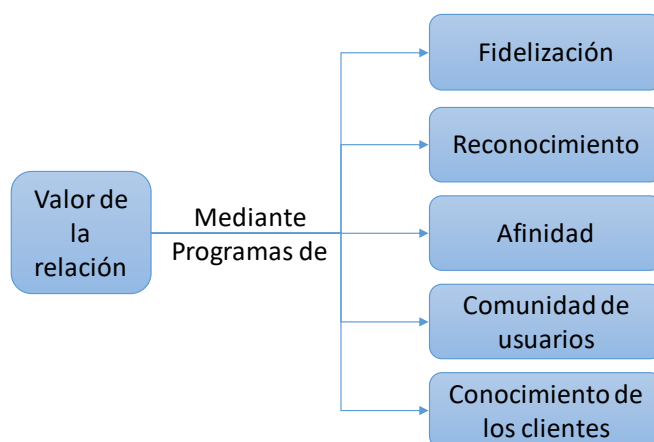 Valor de
la
relación
Mediante
Programas de
Fidelización
Reconocimiento
Afinidad
Comunidad de
usuarios
Conocimiento de
los clientes